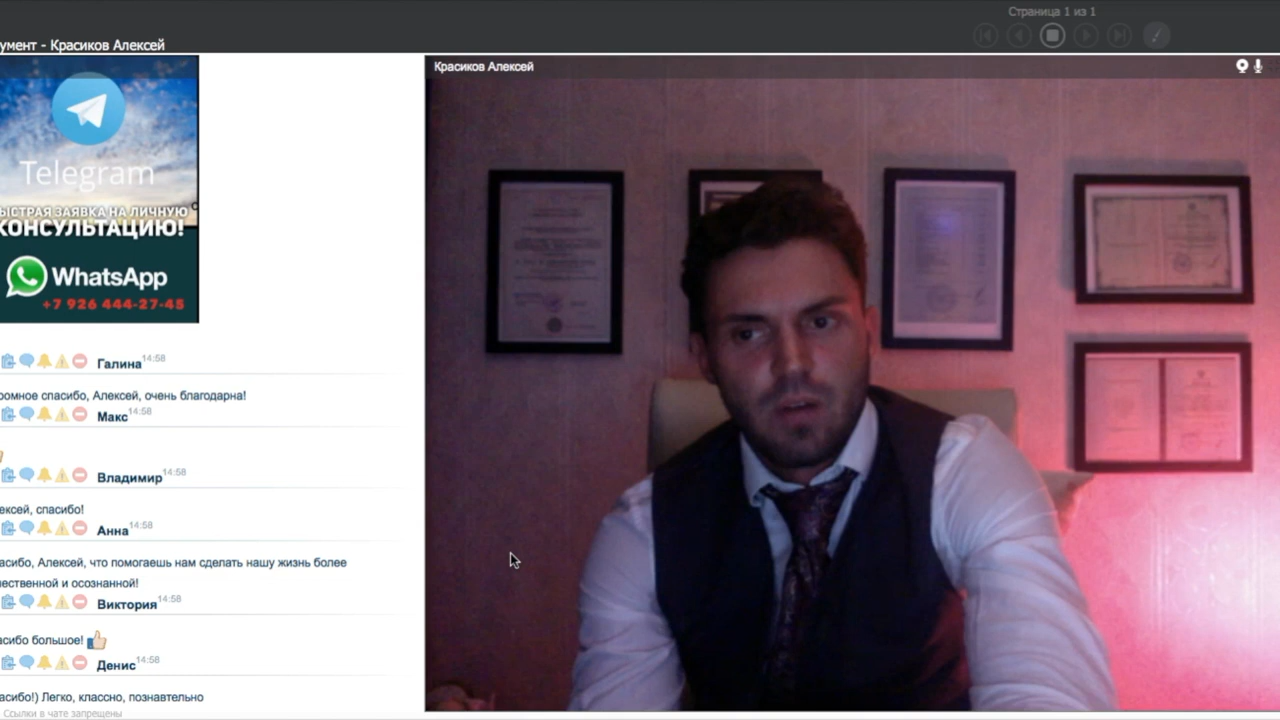 Страница 1 из 1
умент - Красиков Алексей
Красиков Алексей
Telegram
ЫСТРАЯ ЗАЯВКА НА ЛИЧНУЮ
КОНСУЛЬТАЦИЮ!
WhatsApp
+7 926 444-27-45
Галина 14:58
ромное спасибо, Алексей, очень благодарна!
Макс 14:58
Владимир 14:58
ексей, спасибо!
Анна 14:58
асибо, Алексей, что помогаешь нам сделать нашу жизнь более
ественной и осознанной!
Виктория 14:58
асибо большое!
Денис 14:58
асибо!) Легко, классно, познавтельно
Ссылки в чате запрещены